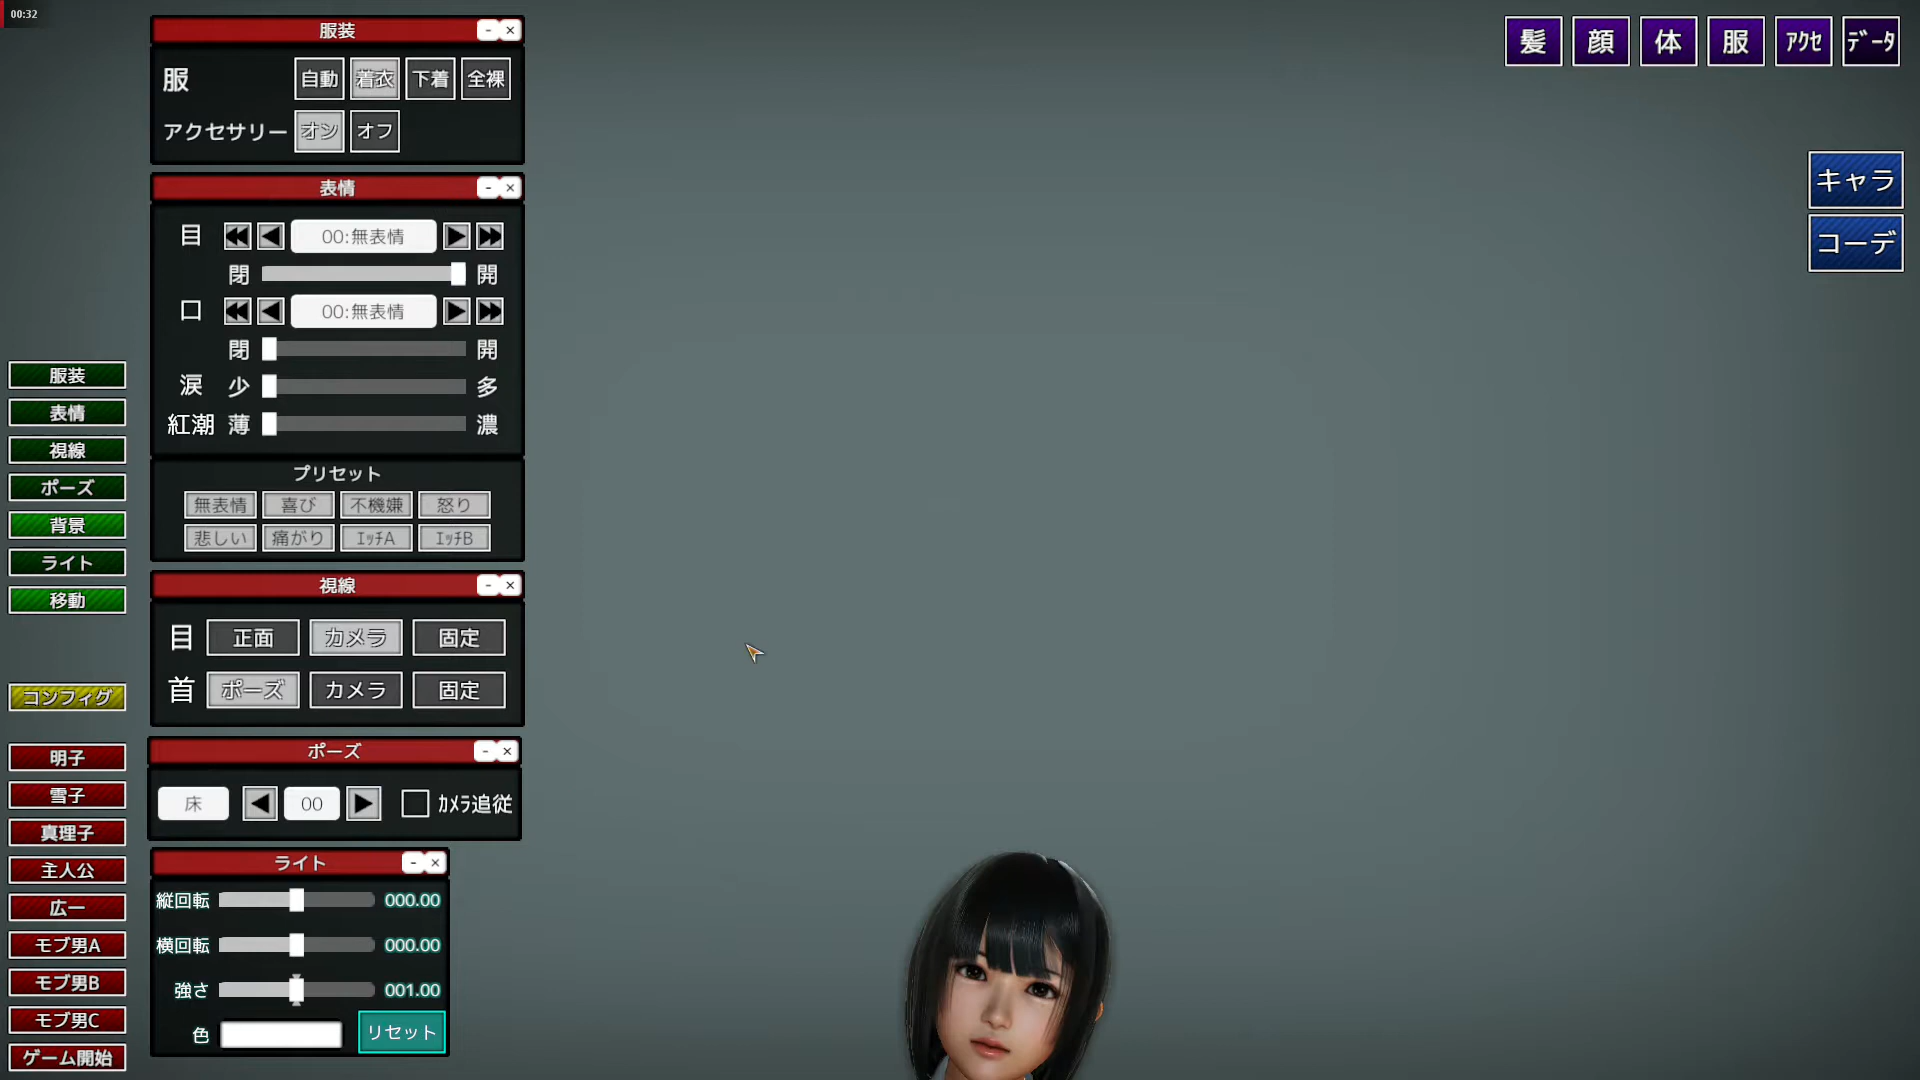 00:32
服装
服 自動 着衣 下着 全裸
アクセサリー オン オフ
表情
目 00:無表情
閉 開
口 00:無表情
閉 開
涙 少 多
紅潮 薄 濃
プリセット
無表情 喜び 不機嫌 怒り
悲しい 痛がり ｴｯﾁA ｴｯﾁB
視線
目 正面 カメラ 固定
首 ポーズ カメラ 固定
ポーズ
床 00 ｶﾒﾗ追従
ライト
縦回転 000.00
横回転 000.00
強さ 001.00
色 リセット
服装
表情
視線
ポーズ
背景
ライト
移動
コンフィグ
明子
雪子
真理子
主人公
広一
モブ男A
モブ男B
モブ男C
ゲーム開始
髪 顔 体 服 ｱｸｾ ﾃﾞｰﾀ
キャラ
コーデ